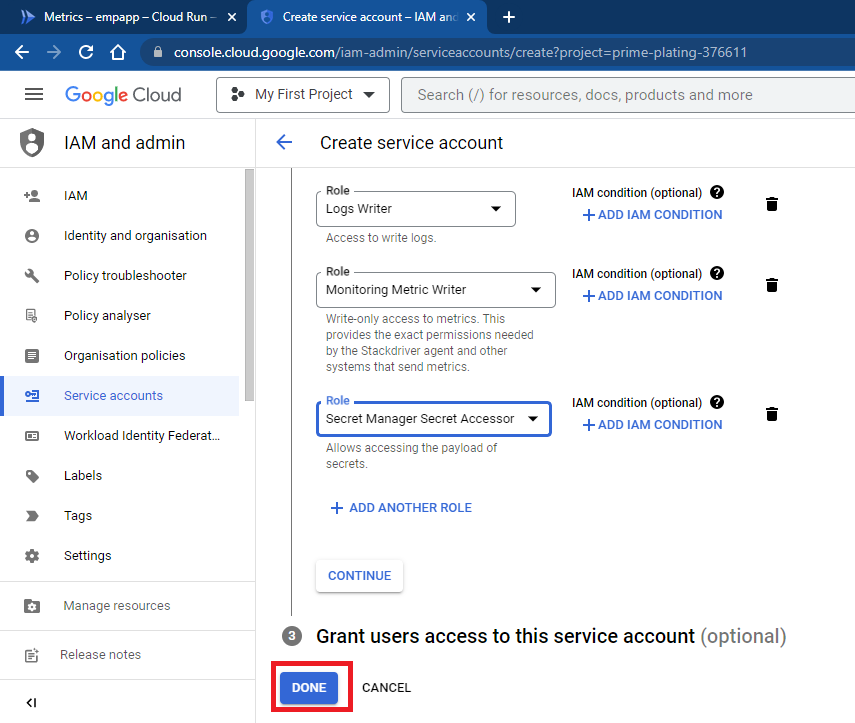 Metrics – empapp – Cloud Run –
Create service account – IAM and
console.cloud.google.com/iam-admin/serviceaccounts/create?project=prime-plating-376611
Google Cloud
My First Project
Search (/) for resources, docs, products and more
IAM and admin
Create service account
IAM
Identity and organisation
Policy troubleshooter
Policy analyser
Organisation policies
Service accounts
Workload Identity Federat...
Labels
Tags
Settings
Manage resources
Release notes
Role
Logs Writer
Access to write logs.
IAM condition (optional) ?
+ ADD IAM CONDITION
Role
Monitoring Metric Writer
Write-only access to metrics. This
provides the exact permissions needed
by the Stackdriver agent and other
systems that send metrics.
IAM condition (optional) ?
+ ADD IAM CONDITION
Role
Secret Manager Secret Accessor
Allows accessing the payload of
secrets.
IAM condition (optional) ?
+ ADD IAM CONDITION
+ ADD ANOTHER ROLE
CONTINUE
3 Grant users access to this service account (optional)
DONE CANCEL